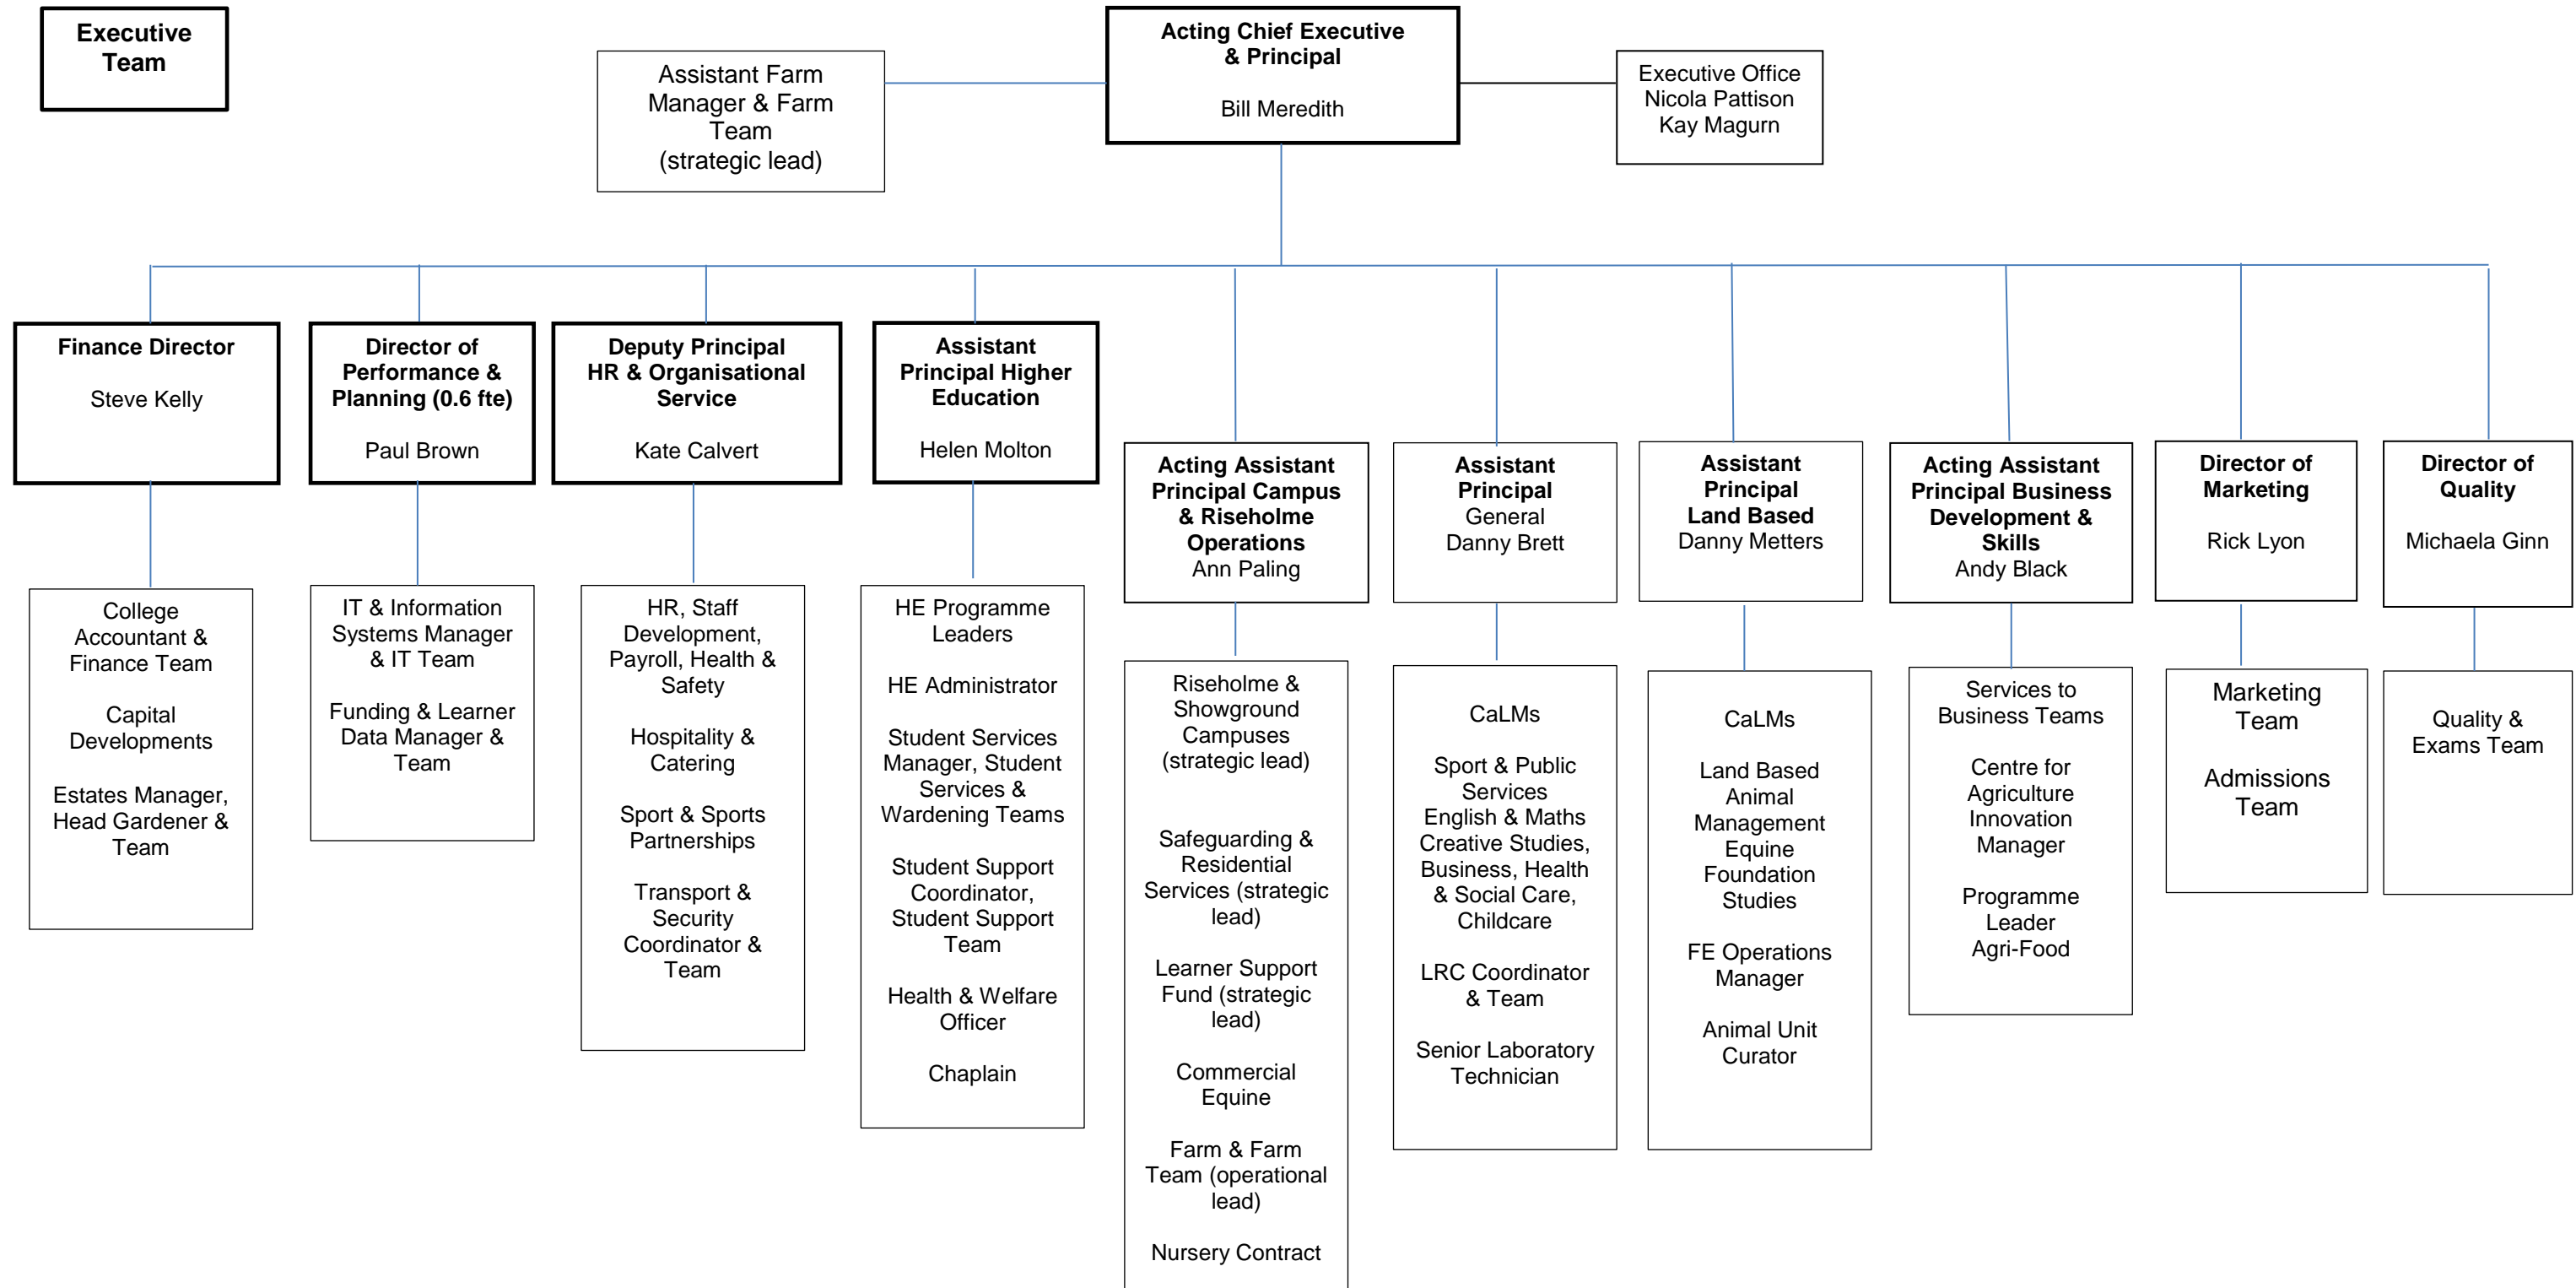 Executive
Team
Assistant Farm
Manager & Farm
Team
(strategic lead)
Acting Chief Executive
& Principal
Bill Meredith
Executive Office
Nicola Pattison
Kay Magurn
Finance Director
Steve Kelly
Director of
Performance &
Planning (0.6 fte)
Paul Brown
Deputy Principal
HR & Organisational
Service
Kate Calvert
Assistant
Principal Higher
Education
Helen Molton
Acting Assistant
Principal Campus
& Riseholme
Operations
Ann Paling
Assistant
Principal
General
Danny Brett
Assistant
Principal
Land Based
Danny Metters
Acting Assistant
Principal Business
Development &
Skills
Andy Black
Director of
Marketing
Rick Lyon
Director of
Quality
Michaela Ginn
College
Accountant &
Finance Team
Capital
Developments
Estates Manager,
Head Gardener &
Team
IT & Information
Systems Manager
& IT Team
Funding & Learner
Data Manager &
Team
HR, Staff
Development,
Payroll, Health &
Safety
Hospitality &
Catering
Sport & Sports
Partnerships
Transport &
Security
Coordinator &
Team
HE Programme
Leaders
HE Administrator
Student Services
Manager, Student
Services &
Wardening Teams
Student Support
Coordinator,
Student Support
Team
Health & Welfare
Officer
Chaplain
Riseholme &
Showground
Campuses
(strategic lead)
Safeguarding &
Residential
Services (strategic
lead)
Learner Support
Fund (strategic
lead)
Commercial
Equine
Farm & Farm
Team (operational
lead)
Nursery Contract
CaLMs
Sport & Public
Services
English & Maths
Creative Studies,
Business, Health
& Social Care,
Childcare
LRC Coordinator
& Team
Senior Laboratory
Technician
CaLMs
Land Based
Animal
Management
Equine
Foundation
Studies
FE Operations
Manager
Animal Unit
Curator
Services to
Business Teams
Centre for
Agriculture
Innovation
Manager
Programme
Leader
Agri-Food
Marketing
Team
Admissions
Team
Quality &
Exams Team